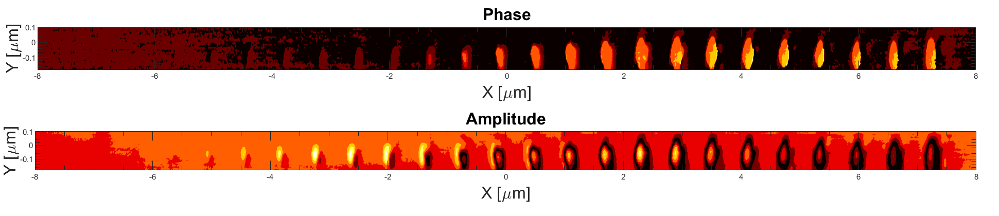 Phase
Y [μm]
0.1
0
-0.1
-8 -6 -4 -2 0 2 4 6 8
X [μm]
Amplitude
Y [μm]
0.1
0
-0.1
-8 -6 -4 -2 0 2 4 6 8
X [μm]